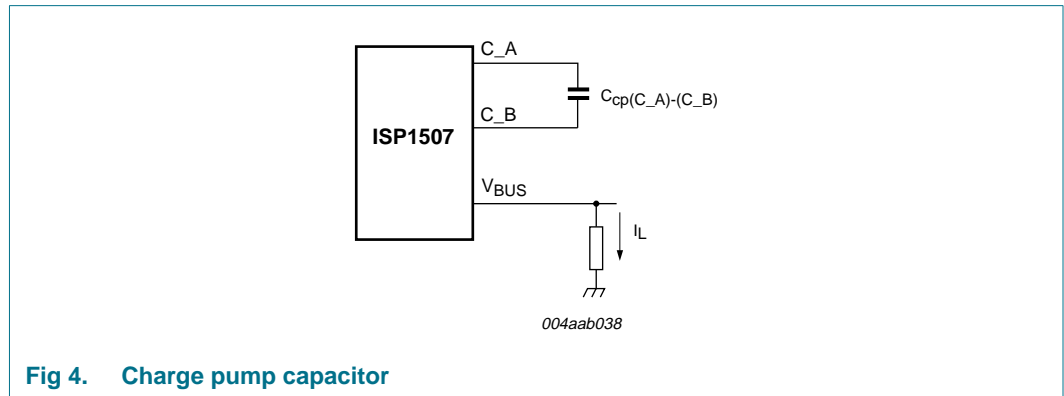 C_A
Ccp(C_A)-(C_B)
C_B
ISP1507
VBUS
IL
004aab038
Fig 4. Charge pump capacitor